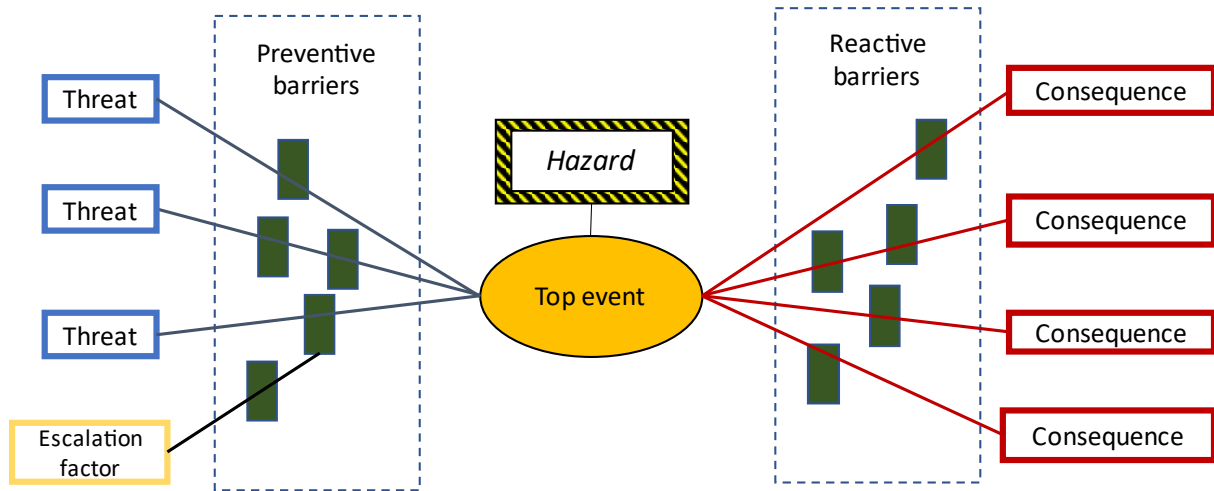 Preventive
barriers
Reactive
barriers
Threat
Hazard
Consequence
Threat
Consequence
Top event
Threat
Consequence
Escalation
factor
Consequence